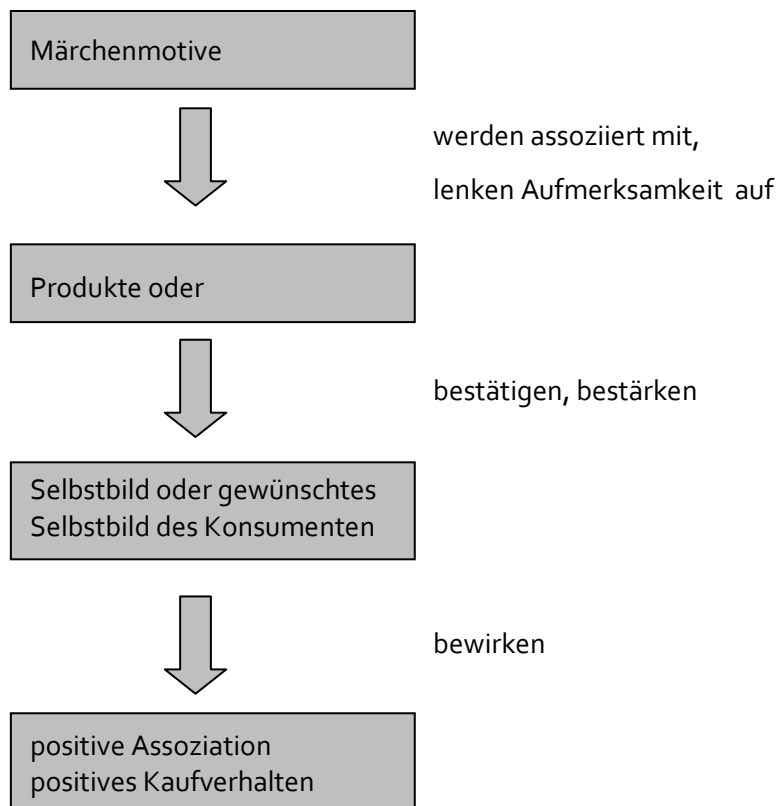 Märchenmotive
werden assoziiert mit,
lenken Aufmerksamkeit auf
Produkte oder
bestätigen, bestärken
Selbstbild oder gewünschtes
Selbstbild des Konsumenten
bewirken
positive Assoziation
positives Kaufverhalten